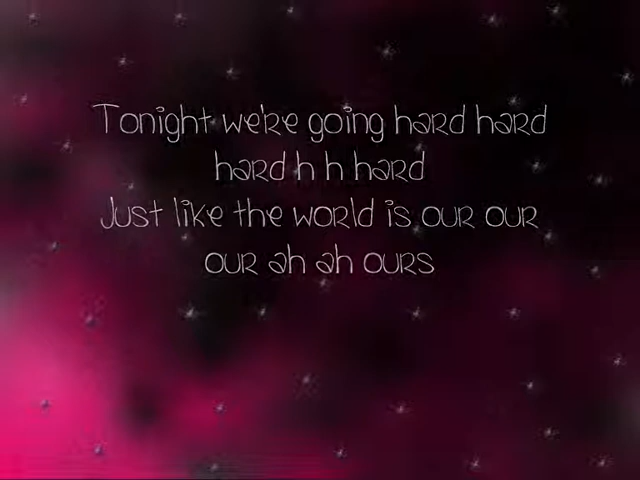 Tonight we're going hard hard
hard h h hard
Just like the world is our our
our ah ah ours